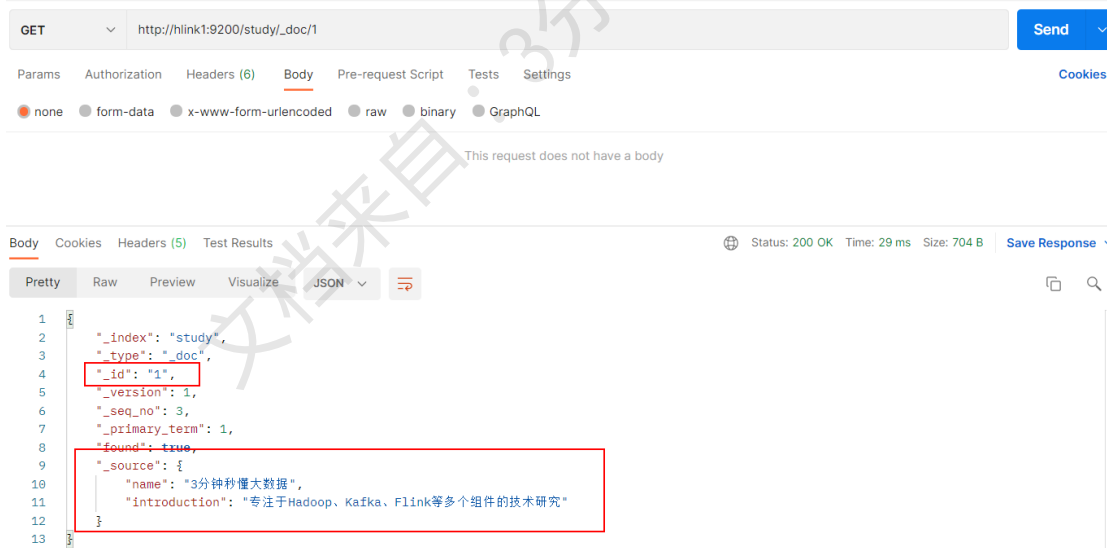 GET http://hlink1:9200/study/_doc/1 Send
Params Authorization Headers (6) Body Pre-request Script Tests Settings Cookies
none form-data x-www-form-urlencoded raw binary GraphQL
This request does not have a body
Body Cookies Headers (5) Test Results Status: 200 OK Time: 29 ms Size: 704 B Save Response
Pretty Raw Preview Visualize JSON
1 {
2 "_index": "study",
3 "_type": "_doc",
4 "_id": "1",
5 "_version": 1,
6 "_seq_no": 3,
7 "_primary_term": 1,
8 "found": true,
9 "_source": {
10 "name": "3分钟秒懂大数据",
11 "introduction": "专注于Hadoop、Kafka、Flink等多个组件的技术研究"
12 }
13 }
文档来自：3分